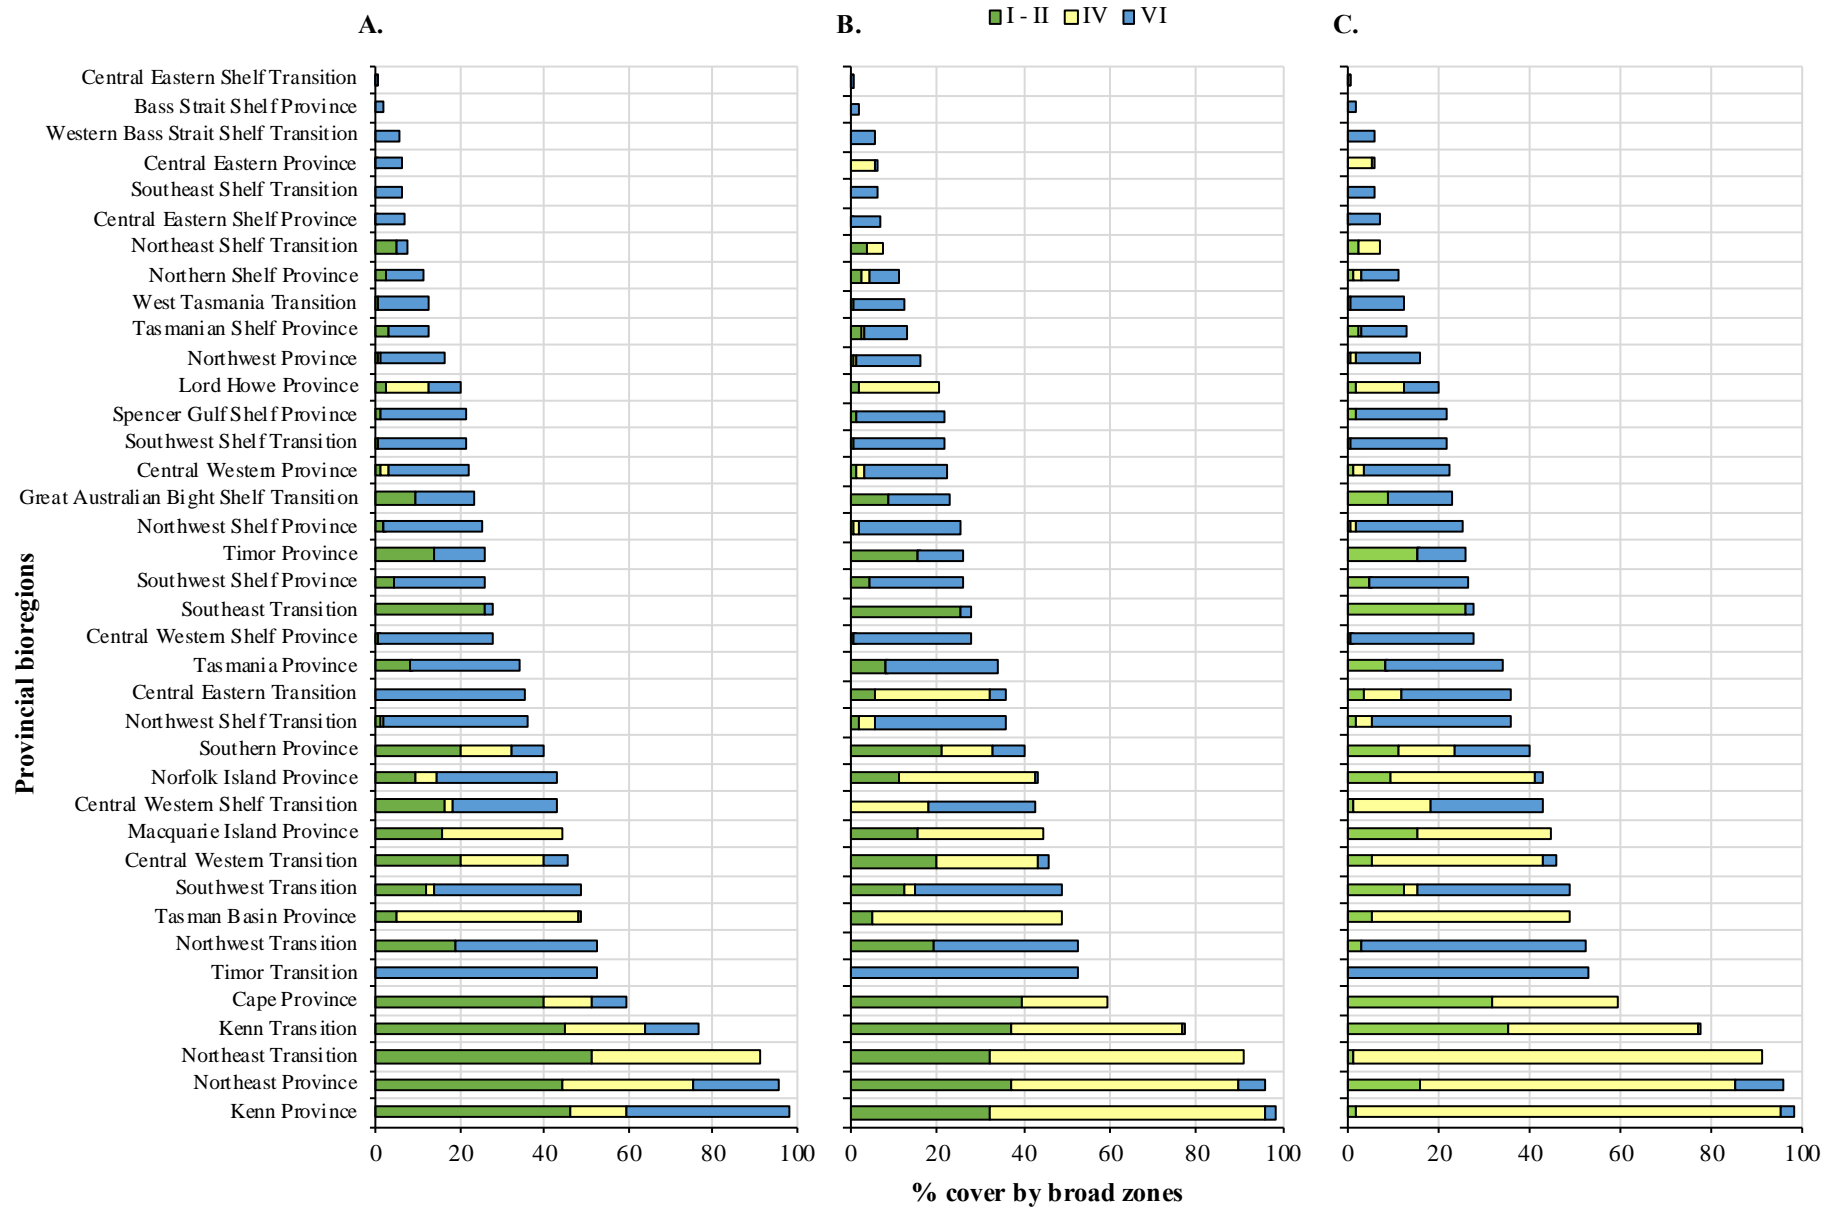 I - II IV VI
A. B. C.
Central Eastern Shelf Transition
Bass Strait Shelf Province
Western Bass Strait Shelf Transition
Central Eastern Province
Southeast Shelf Transition
Central Eastern Shelf Province
Northeast Shelf Transition
Northern Shelf Province
West Tasmania Transition
Tasmanian Shelf Province
Northwest Province
Lord Howe Province
Spencer Gulf Shelf Province
Southwest Shelf Transition
Central Western Province
Great Australian Bight Shelf Transition
Northwest Shelf Province
Timor Province
Southwest Shelf Province
Southeast Transition
Central Western Shelf Province
Tasmania Province
Central Eastern Transition
Northwest Shelf Transition
Southern Province
Norfolk Island Province
Central Western Shelf Transition
Macquarie Island Province
Central Western Transition
Southwest Transition
Tasman Basin Province
Northwest Transition
Timor Transition
Cape Province
Kenn Transition
Northeast Transition
Northeast Province
Kenn Province
Provincial bioregions
0 20 40 60 80 100 0 20 40 60 80 100 0 20 40 60 80 100
% cover by broad zones